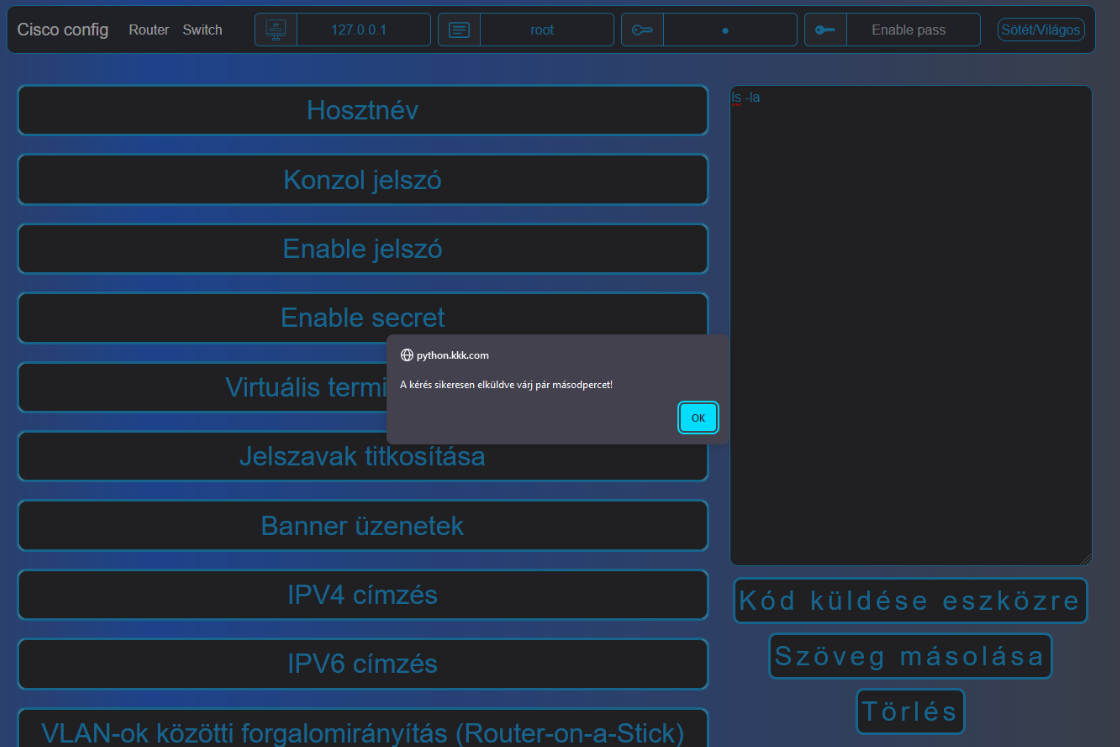 Cisco config Router Switch 127.0.0.1 root Enable pass Sötét/Világos
Hosztnév
Konzol jelszó
Enable jelszó
Enable secret
Virtuális termi
Jelszavak titkosítása
Banner üzenetek
IPV4 címzés
IPV6 címzés
VLAN-ok közötti forgalomirányítás (Router-on-a-Stick)
python.kkk.com
A kérés sikeresen elküldve várj pár másodpercet!
OK
ls -la
Kód küldése eszközre
Szöveg másolása
Törlés